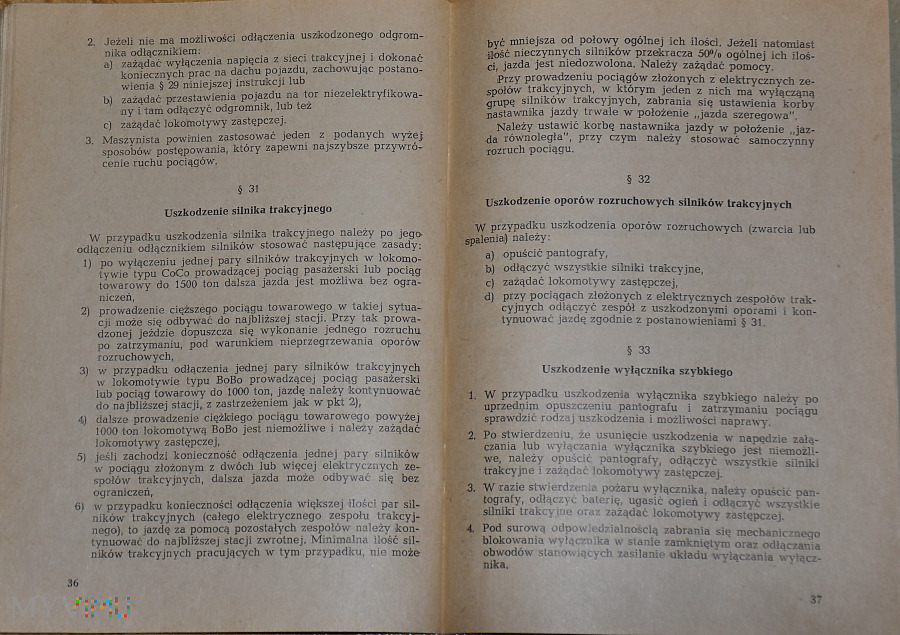 2. Jeżeli nie ma możliwości odłączenia uszkodzonego odgrom-
nika odłącznikiem:
a) zażądać wyłączenia napięcia z sieci trakcyjnej i dokonać
koniecznych prac na dachu pojazdu, zachowując postano-
wienia § 29 niniejszej instrukcji lub
b) zażądać przestawienia pojazdu na tor niezelektryfikowa-
ny i tam odłączyć odgromnik, lub też
c) zażądać lokomotywy zastępczej.
3. Maszynista powinien zastosować jeden z podanych wyżej
sposobów postępowania, który zapewni najszybsze przywró-
cenie ruchu pociągów.
§ 31
Uszkodzenie silnika trakcyjnego
W przypadku uszkodzenia silnika trakcyjnego należy po jego
odłączeniu odłącznikiem silników stosować następujące zasady:
1) po wyłączeniu jednej pary silników trakcyjnych w lokomo-
tywie typu CoCo prowadzącej pociąg pasażerski lub pociąg
towarowy do 1500 ton dalsza jazda jest możliwa bez ogra-
niczeń,
2) prowadzenie cięższego pociągu towarowego w takiej sytua-
cji może się odbywać do najbliższej stacji. Przy tak prowa-
dzonej jeździe dopuszcza się wykonanie jednego rozruchu
po zatrzymaniu, pod warunkiem nieprzegrzewania oporów
rozruchowych,
3) w przypadku odłączenia jednej pary silników trakcyjnych
w lokomotywie typu BoBo prowadzącej pociąg pasażerski
lub pociąg towarowy do 1000 ton, jazdę należy kontynuować
do najbliższej stacji, z zastrzeżeniem jak w pkt 2),
4) dalsze prowadzenie ciężkiego pociągu towarowego powyżej
1000 ton lokomotywą BoBo jest niemożliwe i należy zażądać
lokomotywy zastępczej,
5) jeśli zachodzi konieczność odłączenia jednej pary silników
w pociągu złożonym z dwóch lub więcej elektrycznych ze-
społów trakcyjnych, dalsza jazda może odbywać się bez
ograniczeń,
6) w przypadku konieczności odłączenia większej ilości par sil-
ników trakcyjnych (całego elektrycznego zespołu trakcyj-
nego), to jazdę za pomocą pozostałych zespołów należy kon-
tynuować do najbliższej stacji zwrotnej. Minimalna ilość sil-
ników trakcyjnych pracujących w tym przypadku, nie może
36
być mniejsza od połowy ogólnej ich ilości. Jeżeli natomiast
ilość nieczynnych silników przekracza 50% ogólnej ich iloś-
ci, jazda jest niedozwolona. Należy zażądać pomocy.
Przy prowadzeniu pociągów złożonych z elektrycznych ze-
społów trakcyjnych, w którym jeden z nich ma wyłączaną
grupę silników trakcyjnych, zabrania się ustawienia korby
nastawnika jazdy trwale w położenie „jazda szeregowa".
Należy ustawić korbę nastawnika jazdy w położenie „jaz-
da równoległa", przy czym należy stosować samoczynny
rozruch pociągu.
§ 32
Uszkodzenie oporów rozruchowych silników trakcyjnych
W przypadku uszkodzenia oporów rozruchowych (zwarcia lub
spalenia) należy:
a) opuścić pantografy,
b) odłączyć wszystkie silniki trakcyjne,
c) zażądać lokomotywy zastępczej,
d) przy pociągach złożonych z elektrycznych zespołów trak-
cyjnych odłączyć zespół z uszkodzonymi oporami i kon-
tynuować jazdę zgodnie z postanowieniami § 31.
§ 33
Uszkodzenie wyłącznika szybkiego
1. W przypadku uszkodzenia wyłącznika szybkiego należy po
uprzednim opuszczeniu pantografu i zatrzymaniu pociągu
sprawdzić rodzaj uszkodzenia i możliwości naprawy.
2. Po stwierdzeniu, że usunięcie uszkodzenia w napędzie załą-
czania lub wyłączania wyłącznika szybkiego jest niemożli-
we, należy opuścić pantografy, odłączyć wszystkie silniki
trakcyjne i zażądać lokomotywy zastępczej.
3. W razie stwierdzenia pożaru wyłącznika, należy opuścić pan-
tografy, odłączyć baterię, ugasić ogień i odłączyć wszystkie
silniki trakcyjne oraz zażądać lokomotywy zastępczej.
4. Pod surową odpowiedzialnością zabrania się mechanicznego
blokowania wyłącznika w stanie zamkniętym oraz odłączania
obwodów stanowiących zasilanie układu wyłączania wyłącz-
nika.
37